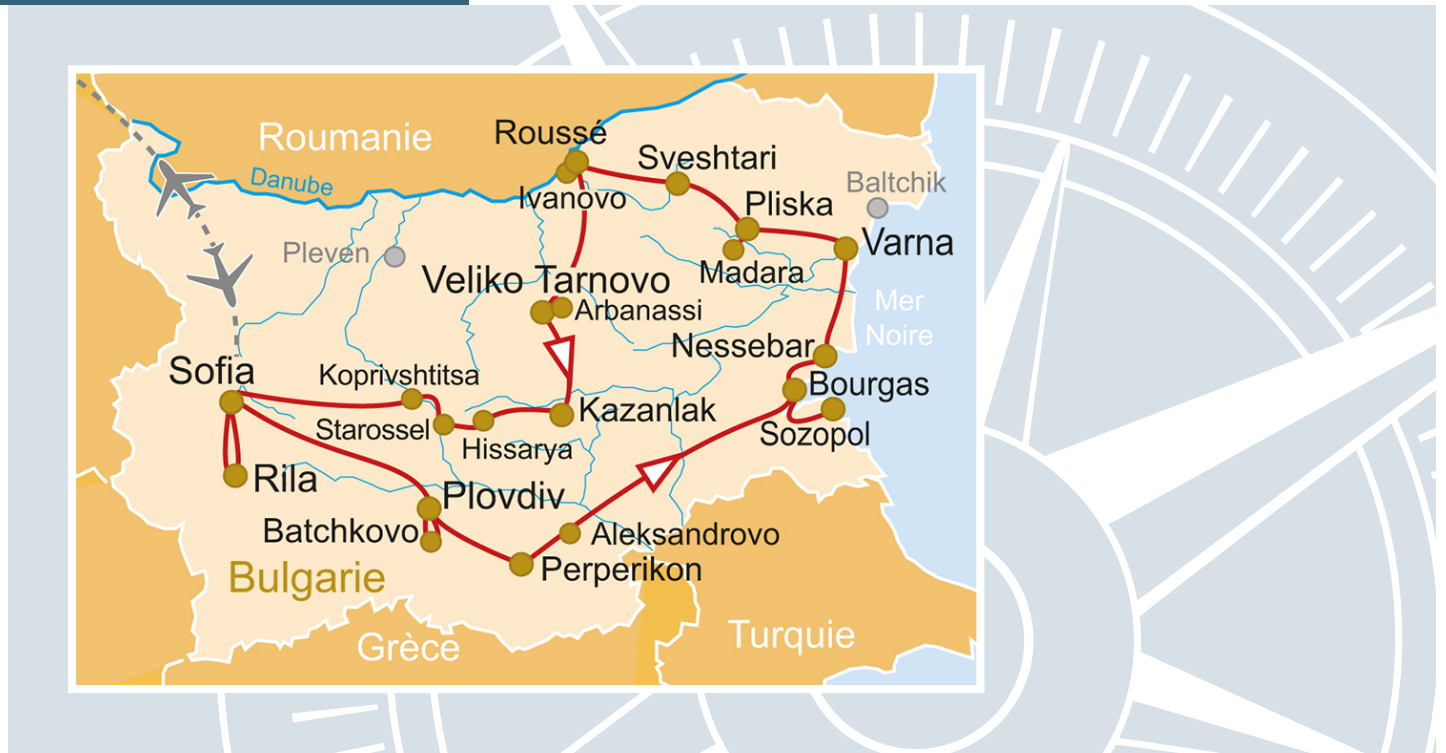 Roumanie
Roussé
Danube
Ivanovo
Sveshtari
Baltchik
Pliska
Varna
Madara
Pleven
Veliko Tarnovo
Arbanassi
Mer
Noire
Nessebar
Sofia
Koprivshtitsa
Bourgas
Kazanlak
Starossel
Hissarya
Sozopol
Rila
Plovdiv
Batchkovo
Aleksandrovo
Perperikon
Bulgarie
Grèce
Turquie